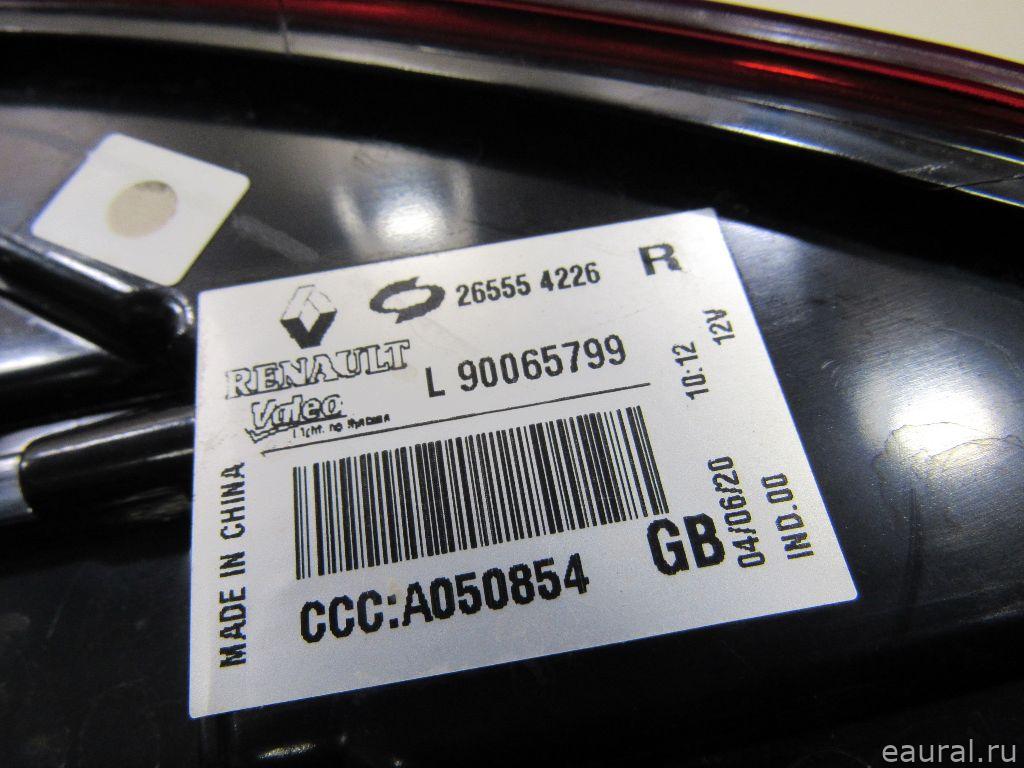 26555 4226 R
RENAULT
L 90065799
Valeo
10:12 12V
MADE IN CHINA
CCC:A050854
GB
04/06/20
IND.00
eaural.ru